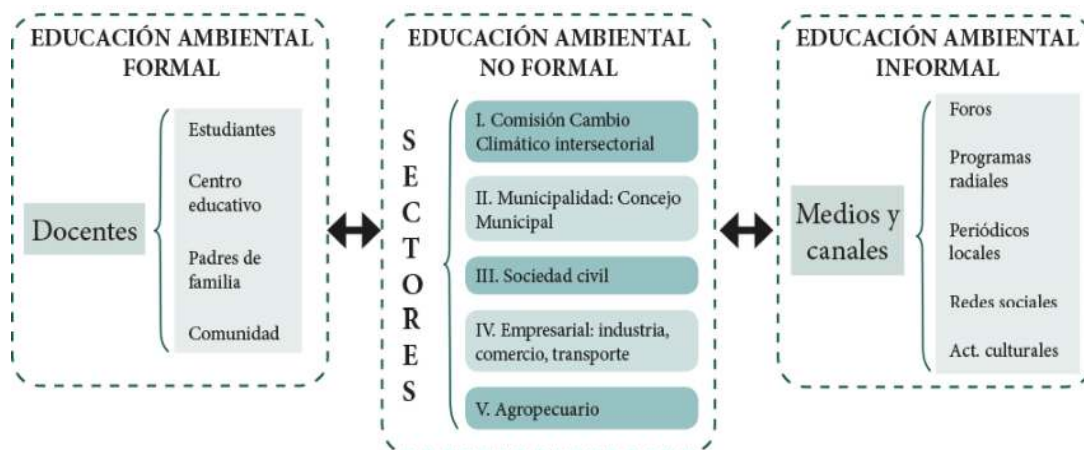 EDUCACIÓN AMBIENTAL
FORMAL
Docentes
Estudiantes
Centro
educativo
Padres de
familia
Comunidad
EDUCACIÓN AMBIENTAL
NO FORMAL
SECTORES
I. Comisión Cambio
Climático intersectorial
II. Municipalidad: Concejo
Municipal
III. Sociedad civil
IV. Empresarial: industria,
comercio, transporte
V. Agropecuario
EDUCACIÓN AMBIENTAL
INFORMAL
Medios y
canales
Foros
Programas
radiales
Periódicos
locales
Redes sociales
Act. culturales